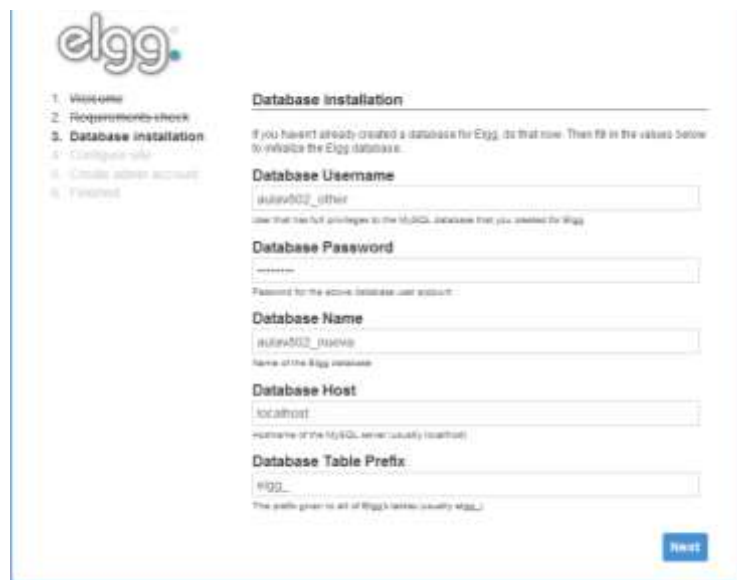 elgg.
1. Welcome
2. Requirements check
3. Database installation
4. Configure site
5. Create admin account
6. Finished
Database Installation
If you haven't already created a database for Elgg, do that now. Then fill in the values below
to initialize the Elgg database.
Database Username
aulav502_other
User that has full privileges to the MySQL database that you created for Elgg
Database Password
Password for the above database user account
Database Name
aulav502_nueva
Name of the Elgg database
Database Host
localhost
Hostname of the MySQL server (usually localhost)
Database Table Prefix
elgg_
The prefix given to all of Elgg's tables (usually elgg_)
Next